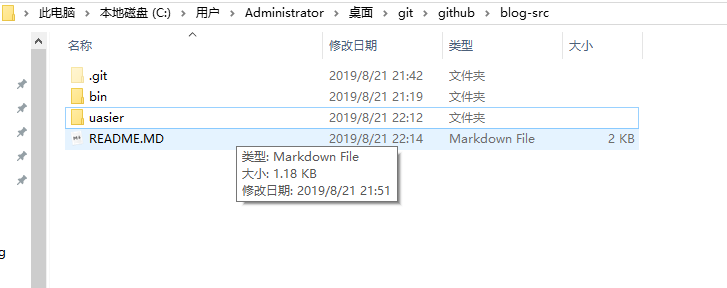 此电脑 > 本地磁盘 (C:) > 用户 > Administrator > 桌面 > git > github > blog-src
名称 修改日期 类型 大小
.git 2019/8/21 21:42 文件夹
bin 2019/8/21 21:19 文件夹
uasier 2019/8/21 22:12 文件夹
README.MD 2019/8/21 22:14 Markdown File 2 KB
类型: Markdown File
大小: 1.18 KB
修改日期: 2019/8/21 21:51
g